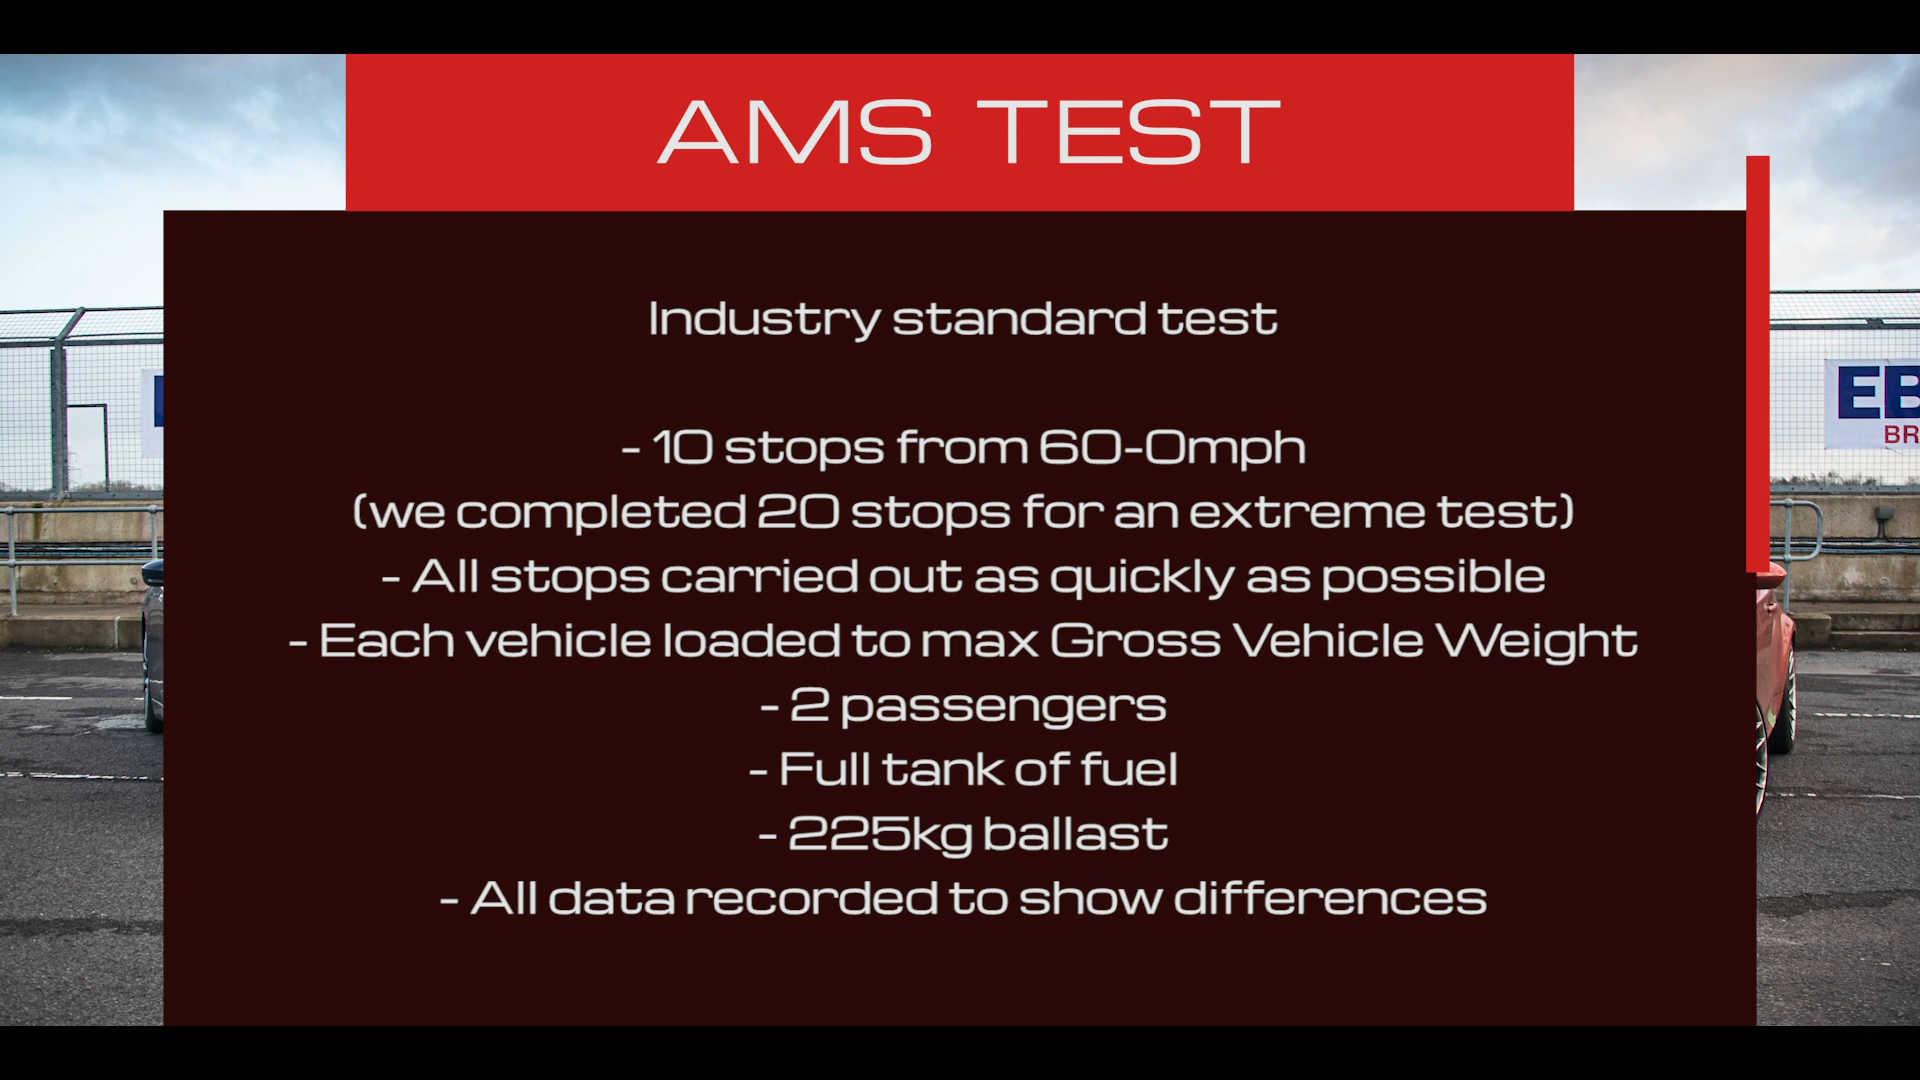 AMS TEST
Industry standard test
- 10 stops from 60-0mph
(we completed 20 stops for an extreme test)
- All stops carried out as quickly as possible
- Each vehicle loaded to max Gross Vehicle Weight
- 2 passengers
- Full tank of fuel
- 225kg ballast
- All data recorded to show differences
EB
BR